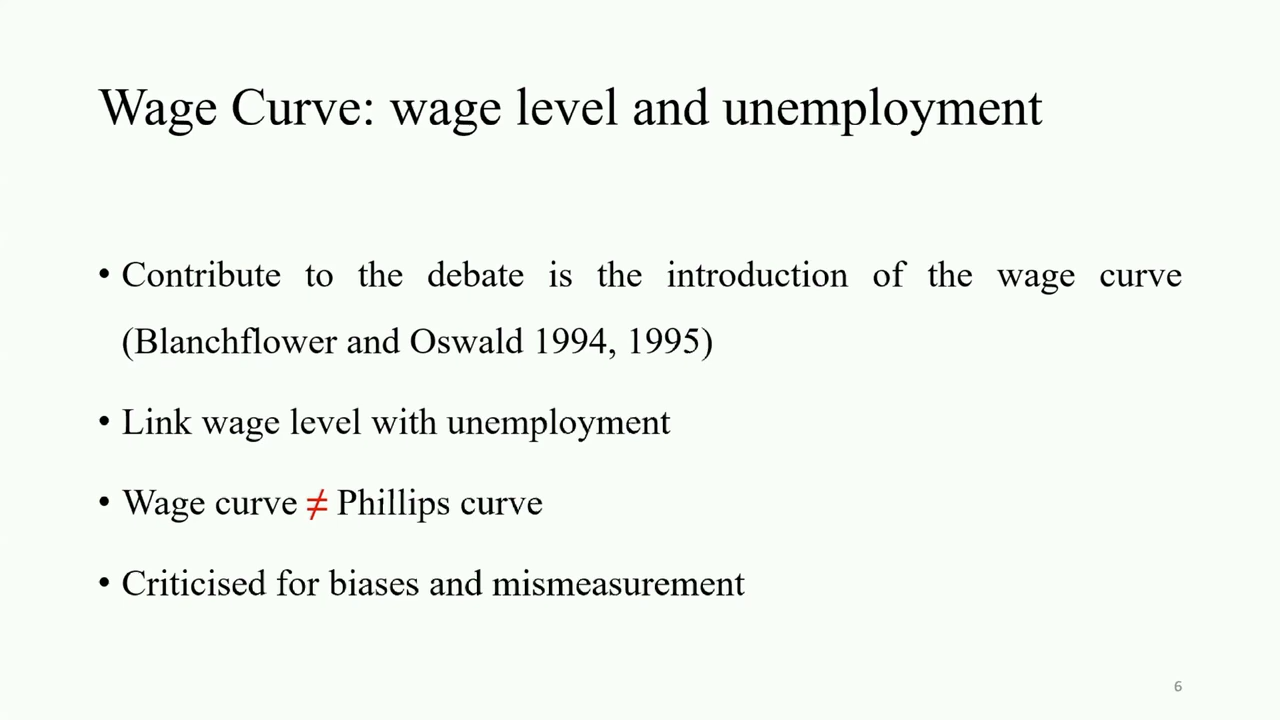 Wage Curve: wage level and unemployment
• Contribute to the debate is the introduction of the wage curve
(Blanchflower and Oswald 1994, 1995)
• Link wage level with unemployment
• Wage curve ≠ Phillips curve
• Criticised for biases and mismeasurement
6